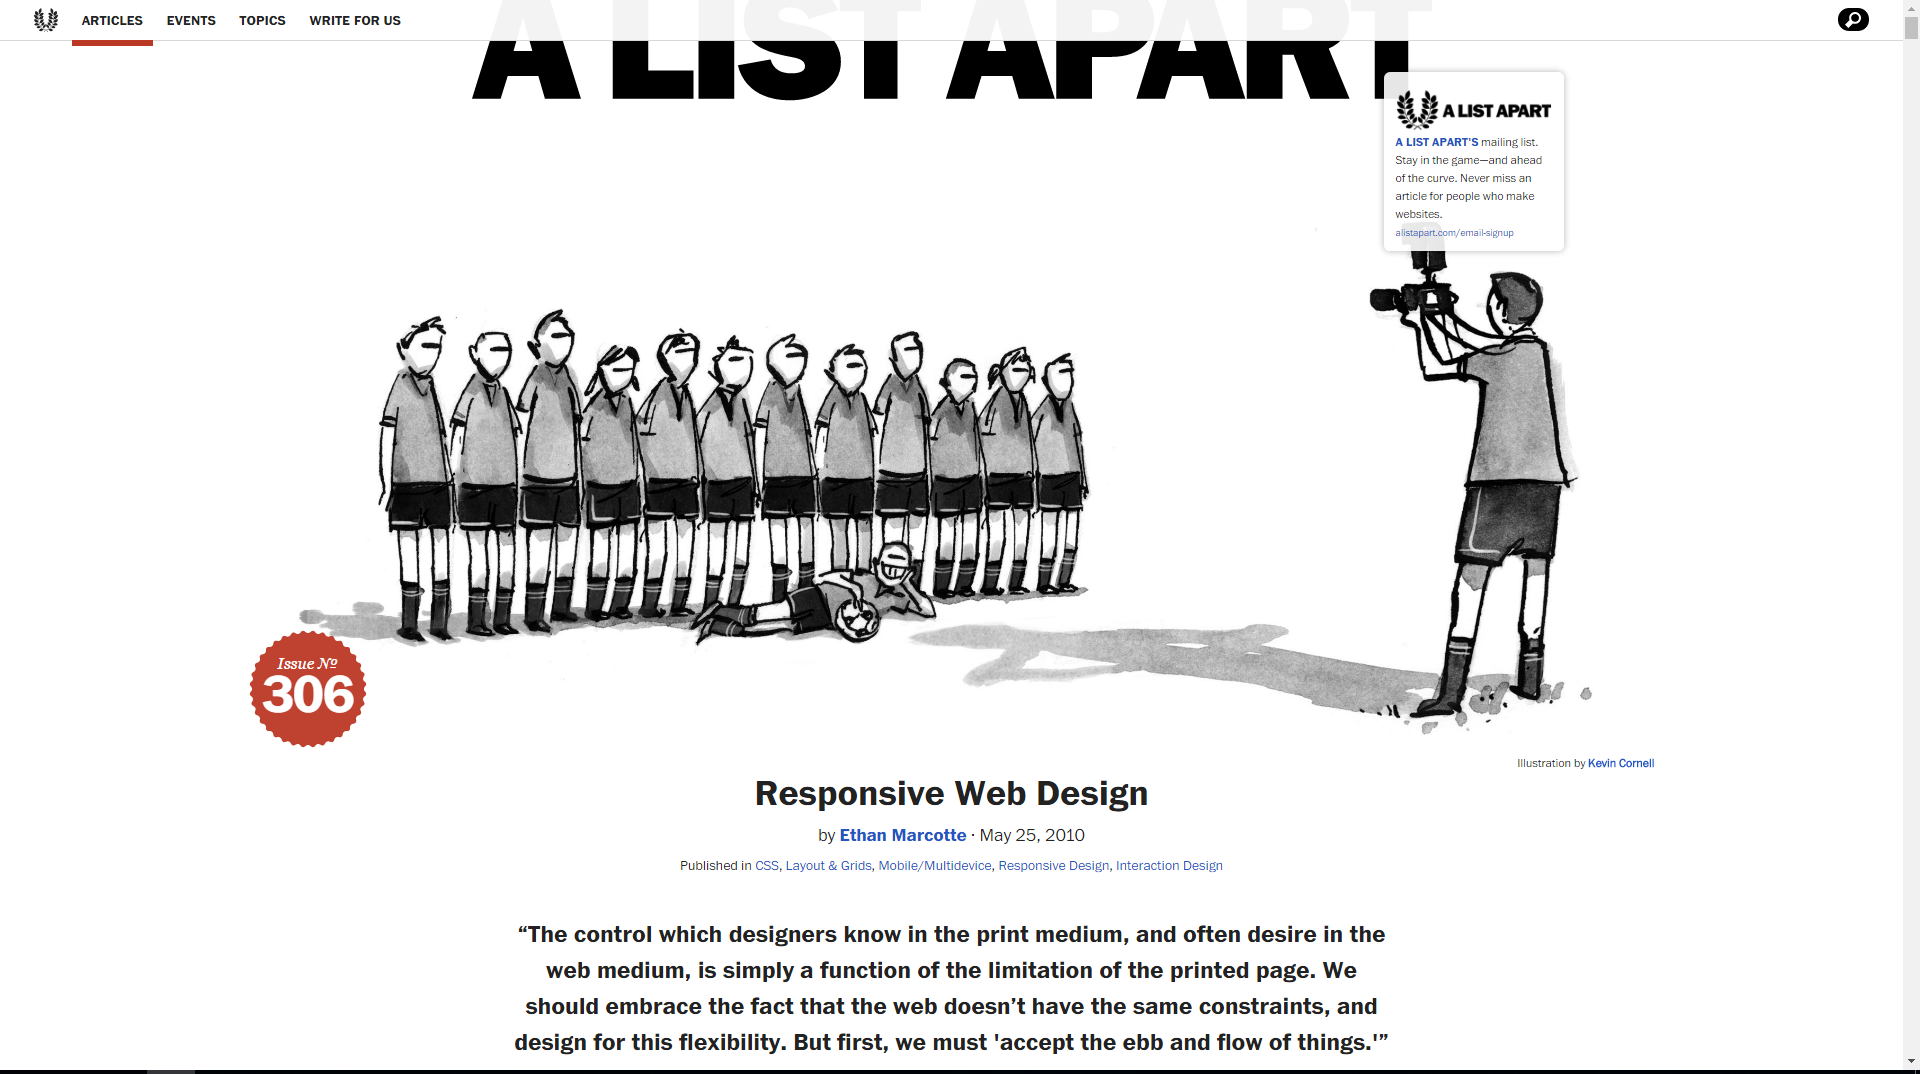 ARTICLES EVENTS TOPICS WRITE FOR US
A LIST APART
A LIST APART
A LIST APART'S mailing list.
Stay in the game—and ahead
of the curve. Never miss an
article for people who make
websites.
alistapart.com/email-signup
Issue №
306
Illustration by Kevin Cornell
Responsive Web Design
by Ethan Marcotte · May 25, 2010
Published in CSS, Layout & Grids, Mobile/Multidevice, Responsive Design, Interaction Design
“The control which designers know in the print medium, and often desire in the
web medium, is simply a function of the limitation of the printed page. We
should embrace the fact that the web doesn’t have the same constraints, and
design for this flexibility. But first, we must 'accept the ebb and flow of things.'”